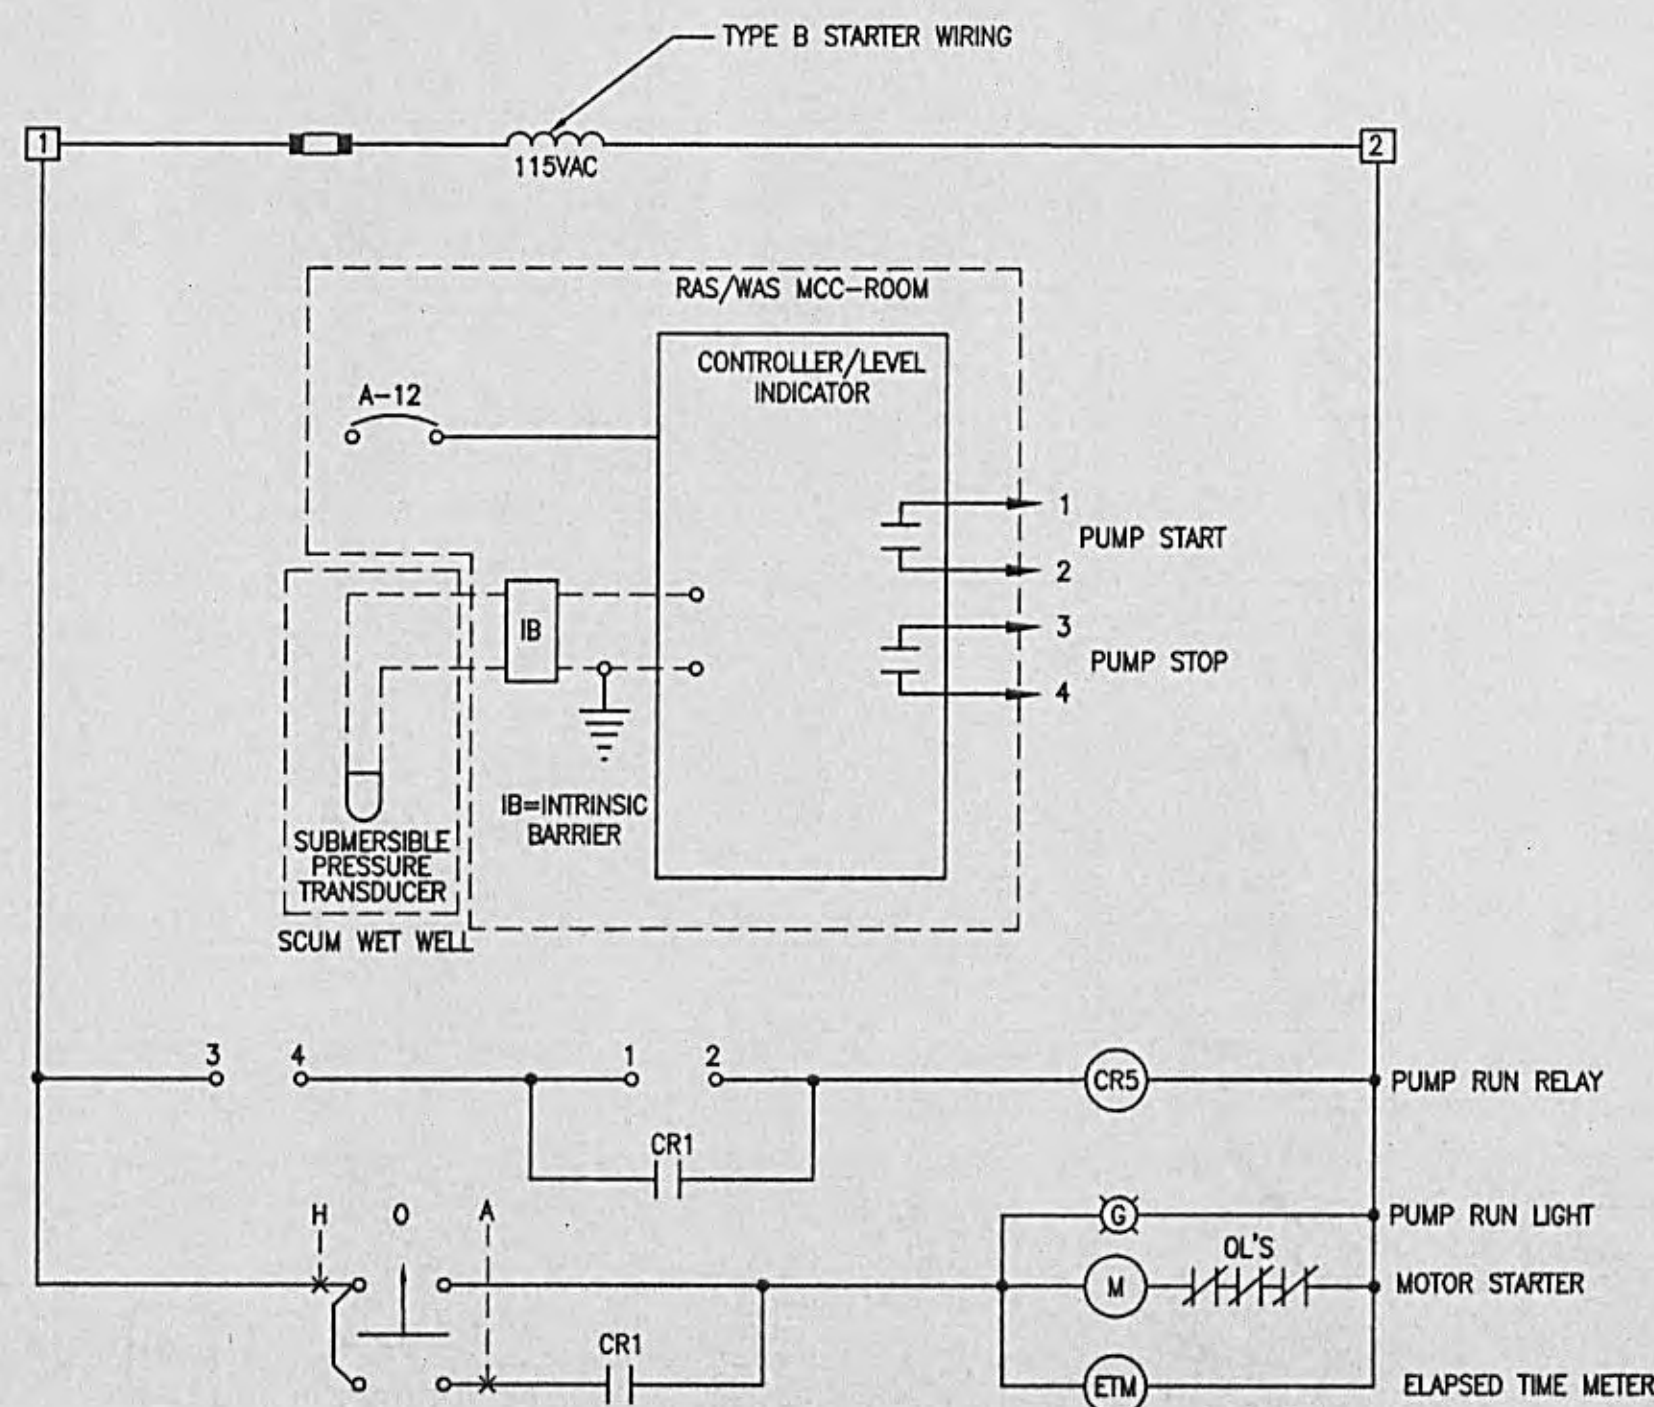 TYPE B STARTER WIRING
1
2
115VAC
RAS/WAS MCC-ROOM
CONTROLLER/LEVEL
INDICATOR
A-12
1
PUMP START
2
3
PUMP STOP
4
IB
IB=INTRINSIC
BARRIER
SUBMERSIBLE
PRESSURE
TRANSDUCER
SCUM WET WELL
3
4
1
2
CR5
PUMP RUN RELAY
CR1
H
O
A
G
PUMP RUN LIGHT
OL'S
M
MOTOR STARTER
CR1
ETM
ELAPSED TIME METER